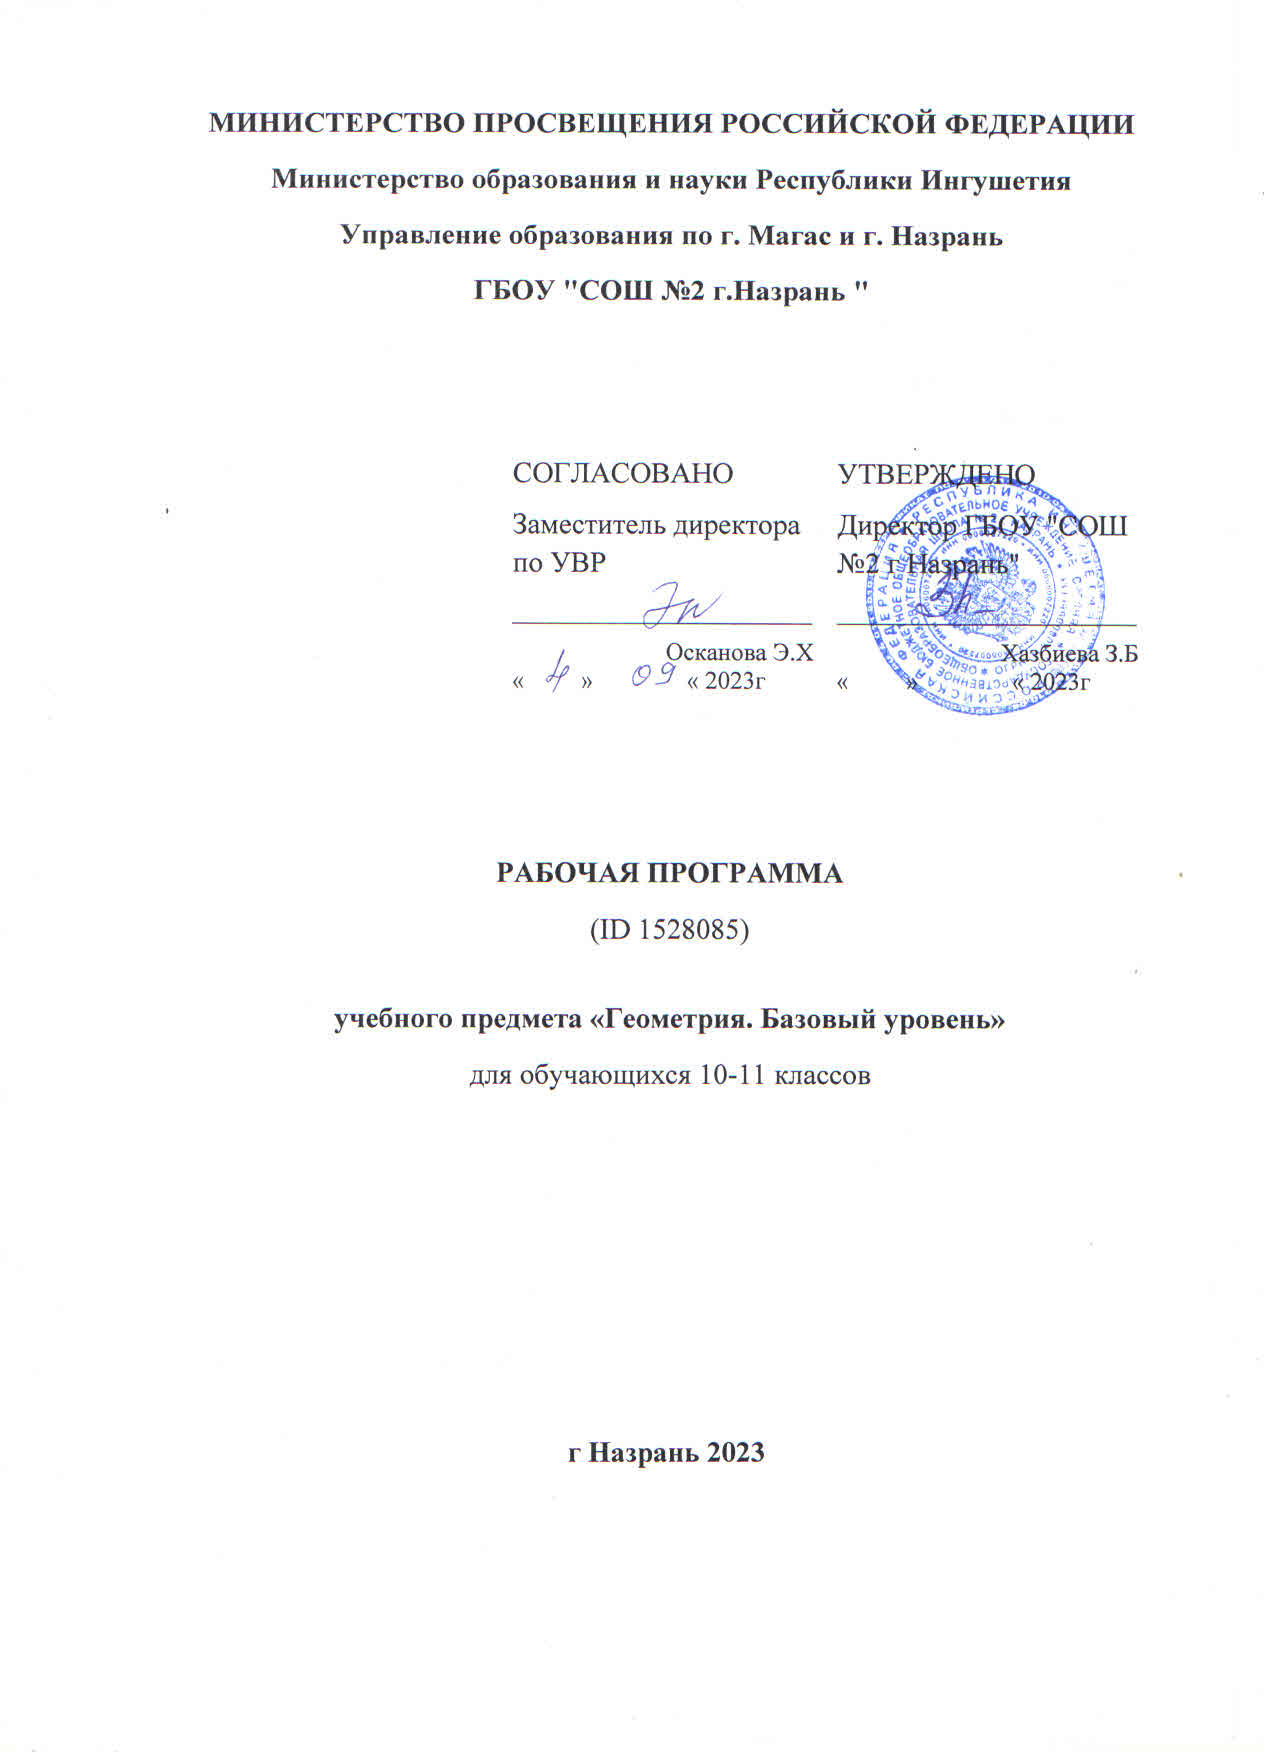 МИНИСТЕРСТВО ПРОСВЕЩЕНИЯ РОССИЙСКОЙ ФЕДЕРАЦИИ
Министерство образования и науки Республики Ингушетия
Управление образования по г. Магас и г. Назрань
ГБОУ "СОШ №2 г.Назрань "
СОГЛАСОВАНО
Заместитель директора
по УВР
Осканова Э.Х
« 4 » 09 « 2023г
УТВЕРЖДЕНО
Директор ГБОУ "СОШ
№2 г Назрань"
Хазбиева З.Б
« » « 2023г
РАБОЧАЯ ПРОГРАММА
(ID 1528085)
учебного предмета «Геометрия. Базовый уровень»
для обучающихся 10-11 классов
г Назрань 2023